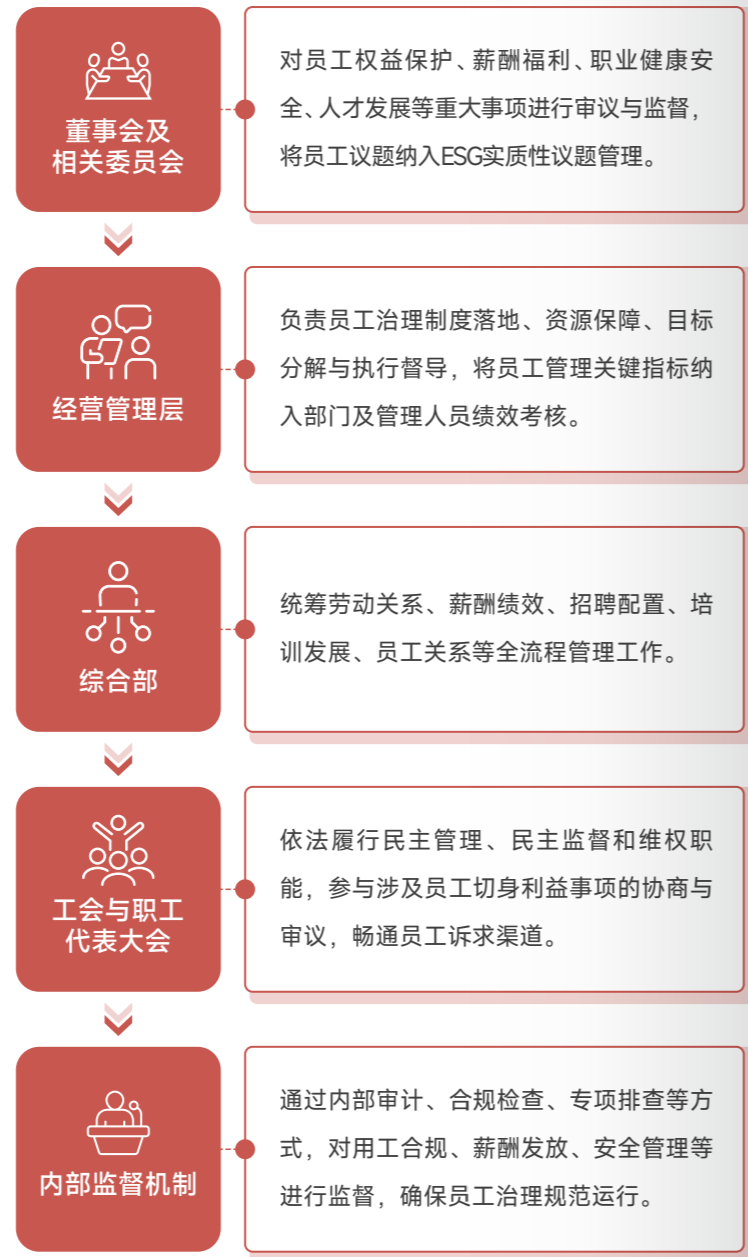 董事会及
相关委员会
对员工权益保护、薪酬福利、职业健康安
全、人才发展等重大事项进行审议与监督，
将员工议题纳入ESG实质性议题管理。
经营管理层
负责员工治理制度落地、资源保障、目标
分解与执行督导，将员工管理关键指标纳
入部门及管理人员绩效考核。
综合部
统筹劳动关系、薪酬绩效、招聘配置、培
训发展、员工关系等全流程管理工作。
工会与职工
代表大会
依法履行民主管理、民主监督和维权职
能，参与涉及员工切身利益事项的协商与
审议，畅通员工诉求渠道。
内部监督机制
通过内部审计、合规检查、专项排查等方
式，对用工合规、薪酬发放、安全管理等
进行监督，确保员工治理规范运行。